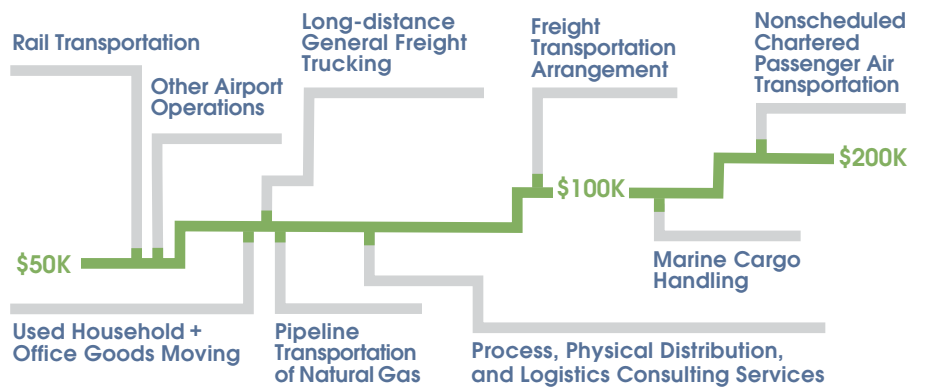 Rail Transportation
Other Airport
Operations
Long-distance
General Freight
Trucking
Freight
Transportation
Arrangement
Nonscheduled
Chartered
Passenger Air
Transportation
$50K
$100K
$200K
Used Household +
Office Goods Moving
Pipeline
Transportation
of Natural Gas
Process, Physical Distribution,
and Logistics Consulting Services
Marine Cargo
Handling